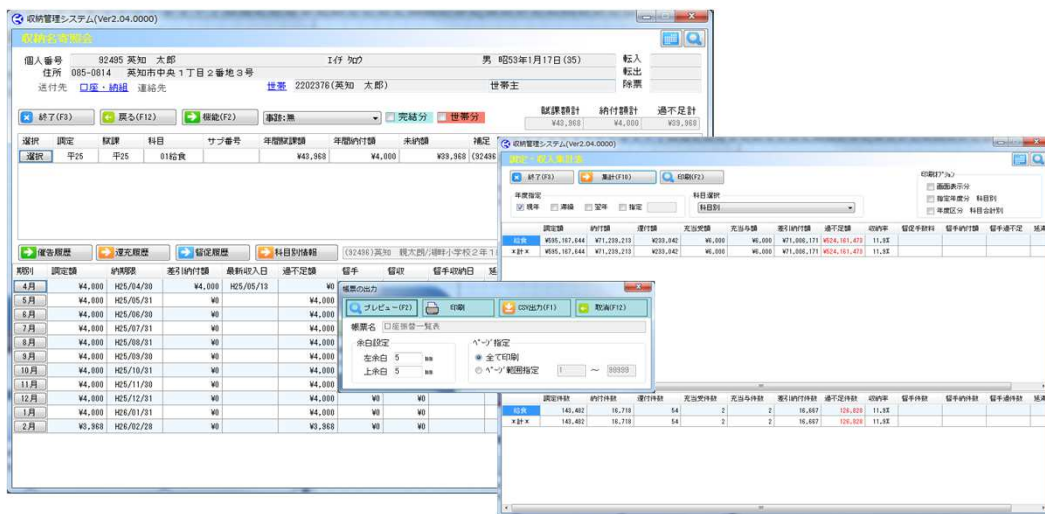 収納管理システム(Ver2.04.0000)
収納名寄照会
個人番号 92495 英知 太郎 ｴｲﾁ ﾀﾛｳ 男 昭53年1月17日(35) 転入
住所 085-0814 英知市中央1丁目2番地3号 転出
送付先 口座・納組 連絡先 世帯 2202376(英知 太郎) 世帯主 除票
賦課額計 納付額計 過不足計
終了(F3) 戻る(F12) 機能(F2) 事跡:無 完結分 世帯分 ¥43,968 ¥4,000 ¥39,968
選択 調定 賦課 科目 サブ番号 年間賦課額 年間納付額 未納額 補足
選択 平25 平25 01給食 ¥43,968 ¥4,000 ¥39,968 (92496
催告履歴 還充履歴 督促履歴 科目別情報
期別 調定額 納期限 差引納付額 最新収入日 過不足額 督手 督収 督手収納日 延
4月 ¥4,000 H25/04/30 ¥4,000 H25/05/13 ¥0
5月 ¥4,000 H25/05/31 ¥0 ¥4,000
6月 ¥4,000 H25/06/30 ¥0 ¥4,000
7月 ¥4,000 H25/07/31 ¥0 ¥4,000
8月 ¥4,000 H25/08/31 ¥0 ¥4,000
9月 ¥4,000 H25/09/30 ¥0 ¥4,000
10月 ¥4,000 H25/10/31 ¥0 ¥4,000
11月 ¥4,000 H25/11/30 ¥0 ¥4,000
12月 ¥4,000 H25/12/31 ¥0 ¥4,000 ¥0 ¥0
1月 ¥4,000 H26/01/31 ¥0 ¥4,000 ¥0 ¥0
2月 ¥3,968 H26/02/28 ¥0 ¥3,968 ¥0 ¥0
収納管理システム(Ver2.04.0000)
調定・収入集計表
終了(F3) 集計(F10) 印刷(F2)
印刷ｵﾌﾟｼｮﾝ
画面表示分
指定年度分 科目別
年度区分 科目合計別
年度指定 科目選択
現年 滞繰 翌年 指定 科目別
調定額 納付額 還付額 充当受額 充当与額 差引納付額 過不足額 収納率 督促手数料 督手納付額 督手過不足 延滞
給食 ¥595,167,644 ¥71,239,213 ¥233,042 ¥6,000 ¥6,000 ¥71,006,171 ¥524,161,473 11.9%
*計* ¥595,167,644 ¥71,239,213 ¥233,042 ¥6,000 ¥6,000 ¥71,006,171 ¥524,161,473 11.9%
調定件数 納付件数 還付件数 充当受件数 充当与件数 差引納付件数 過不足件数 収納率 督手件数 督手納件数 督手過件数 延滞
給食 143,482 16,718 54 2 2 16,667 126,828 11.9%
*計* 143,482 16,718 54 2 2 16,667 126,828 11.9%
帳票の出力
プレビュー(F2) 印刷 CSV出力(F1) 取消(F12)
帳票名 口座振替一覧表
余白設定 ﾍﾟｰｼﾞ指定
左余白 5 mm 全て印刷
上余白 5 mm ﾍﾟｰｼﾞ範囲指定 1 ～ 99999